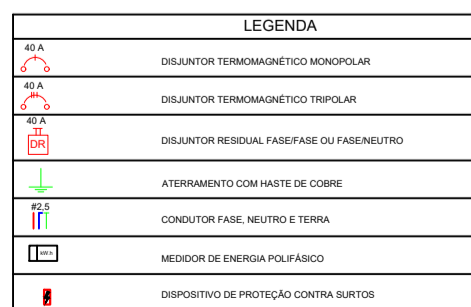 LEGENDA
40 A
DISJUNTOR TERMOMAGNÉTICO MONOPOLAR
40 A
DISJUNTOR TERMOMAGNÉTICO TRIPOLAR
40 A
DR
DISJUNTOR RESIDUAL FASE/FASE OU FASE/NEUTRO
ATERRAMENTO COM HASTE DE COBRE
#2,5
CONDUTOR FASE, NEUTRO E TERRA
kW.h
MEDIDOR DE ENERGIA POLIFÁSICO
DISPOSITIVO DE PROTEÇÃO CONTRA SURTOS